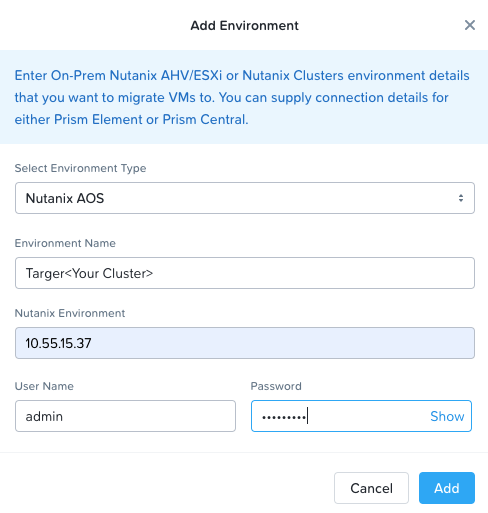 Add Environment
Enter On-Prem Nutanix AHV/ESXi or Nutanix Clusters environment details
that you want to migrate VMs to. You can supply connection details for
either Prism Element or Prism Central.
Select Environment Type
Nutanix AOS
Environment Name
Targer<Your Cluster>
Nutanix Environment
10.55.15.37
User Name
Password
admin
•••••••••
Show
Cancel
Add